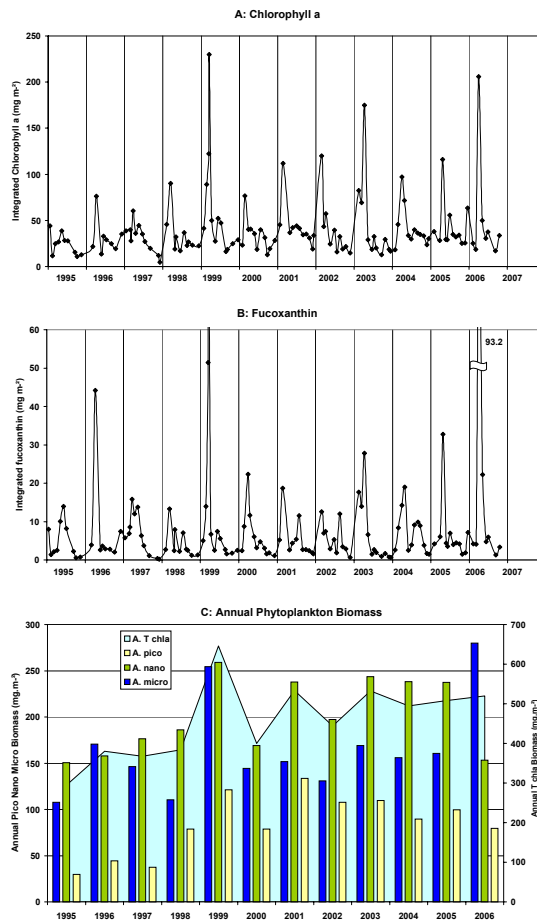 A: Chlorophyll a
Integrated Chlorophyll a (mg m-²)
250
200
150
100
50
0
1995 1996 1997 1998 1999 2000 2001 2002 2003 2004 2005 2006 2007
B: Fucoxanthin
Integrated fucoxanthin (mg m-²)
60
50
40
30
20
10
0
93.2
1995 1996 1997 1998 1999 2000 2001 2002 2003 2004 2005 2006 2007
C: Annual Phytoplankton Biomass
Annual Pico Nano Micro Biomass (mg.m-²)
300
250
200
150
100
50
0
A. T chla
A. pico
A. nano
A. micro
700
600
500
400
300
200
100
0
Annual T chla Biomass (mg.m-²)
1995 1996 1997 1998 1999 2000 2001 2002 2003 2004 2005 2006